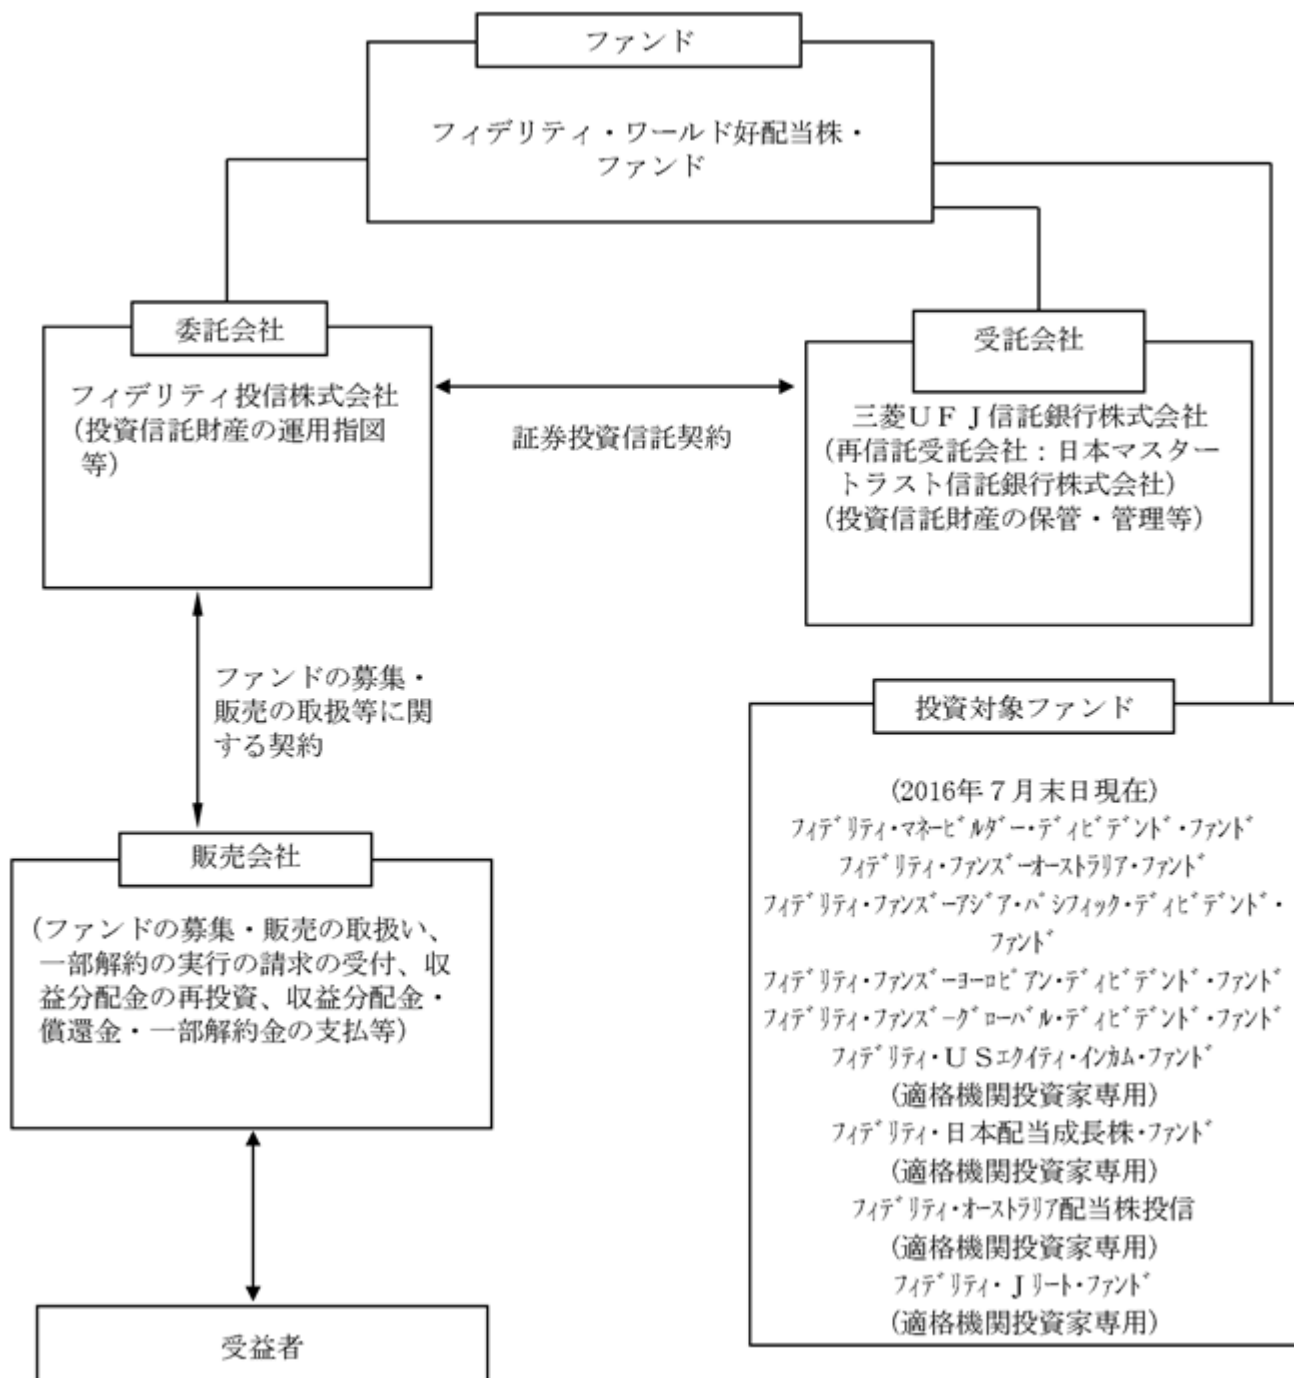 ファンド
フィデリティ・ワールド好配当株・
ファンド
委託会社
フィデリティ投信株式会社
(投資信託財産の運用指図
等)
証券投資信託契約
受託会社
三菱ＵＦＪ信託銀行株式会社
(再信託受託会社：日本マスター
トラスト信託銀行株式会社)
(投資信託財産の保管・管理等)
ファンドの募集・
販売の取扱等に関
する契約
販売会社
(ファンドの募集・販売の取扱い、
一部解約の実行の請求の受付、収
益分配金の再投資、収益分配金・
償還金・一部解約金の支払等)
受益者
投資対象ファンド
(2016年７月末日現在)
ﾌｨﾃﾞﾘﾃｨ･ﾏﾈｰﾋﾞﾙﾀﾞｰ･ﾃﾞｨﾋﾞﾃﾞﾝﾄﾞ･ﾌｧﾝﾄﾞ
ﾌｨﾃﾞﾘﾃｨ･ﾌｧﾝｽﾞｰｵｰｽﾄﾗﾘｱ･ﾌｧﾝﾄﾞ
ﾌｨﾃﾞﾘﾃｨ･ﾌｧﾝｽﾞｰｱｼﾞｱ･ﾊﾟｼﾌｨｯｸ･ﾃﾞｨﾋﾞﾃﾞﾝﾄﾞ･
ﾌｧﾝﾄﾞ
ﾌｨﾃﾞﾘﾃｨ･ﾌｧﾝｽﾞｰﾖｰﾛﾋﾟｱﾝ･ﾃﾞｨﾋﾞﾃﾞﾝﾄﾞ･ﾌｧﾝﾄﾞ
ﾌｨﾃﾞﾘﾃｨ･ﾌｧﾝｽﾞｰｸﾞﾛｰﾊﾞﾙ･ﾃﾞｨﾋﾞﾃﾞﾝﾄﾞ･ﾌｧﾝﾄﾞ
ﾌｨﾃﾞﾘﾃｨ･ＵＳｴｸｲﾃｨ･ｲﾝｶﾑ･ﾌｧﾝﾄﾞ
(適格機関投資家専用)
ﾌｨﾃﾞﾘﾃｨ･日本配当成長株･ﾌｧﾝﾄﾞ
(適格機関投資家専用)
ﾌｨﾃﾞﾘﾃｨ･ｵｰｽﾄﾗﾘｱ配当株投信
(適格機関投資家専用)
ﾌｨﾃﾞﾘﾃｨ･Ｊﾘｰﾄ･ﾌｧﾝﾄﾞ
(適格機関投資家専用)